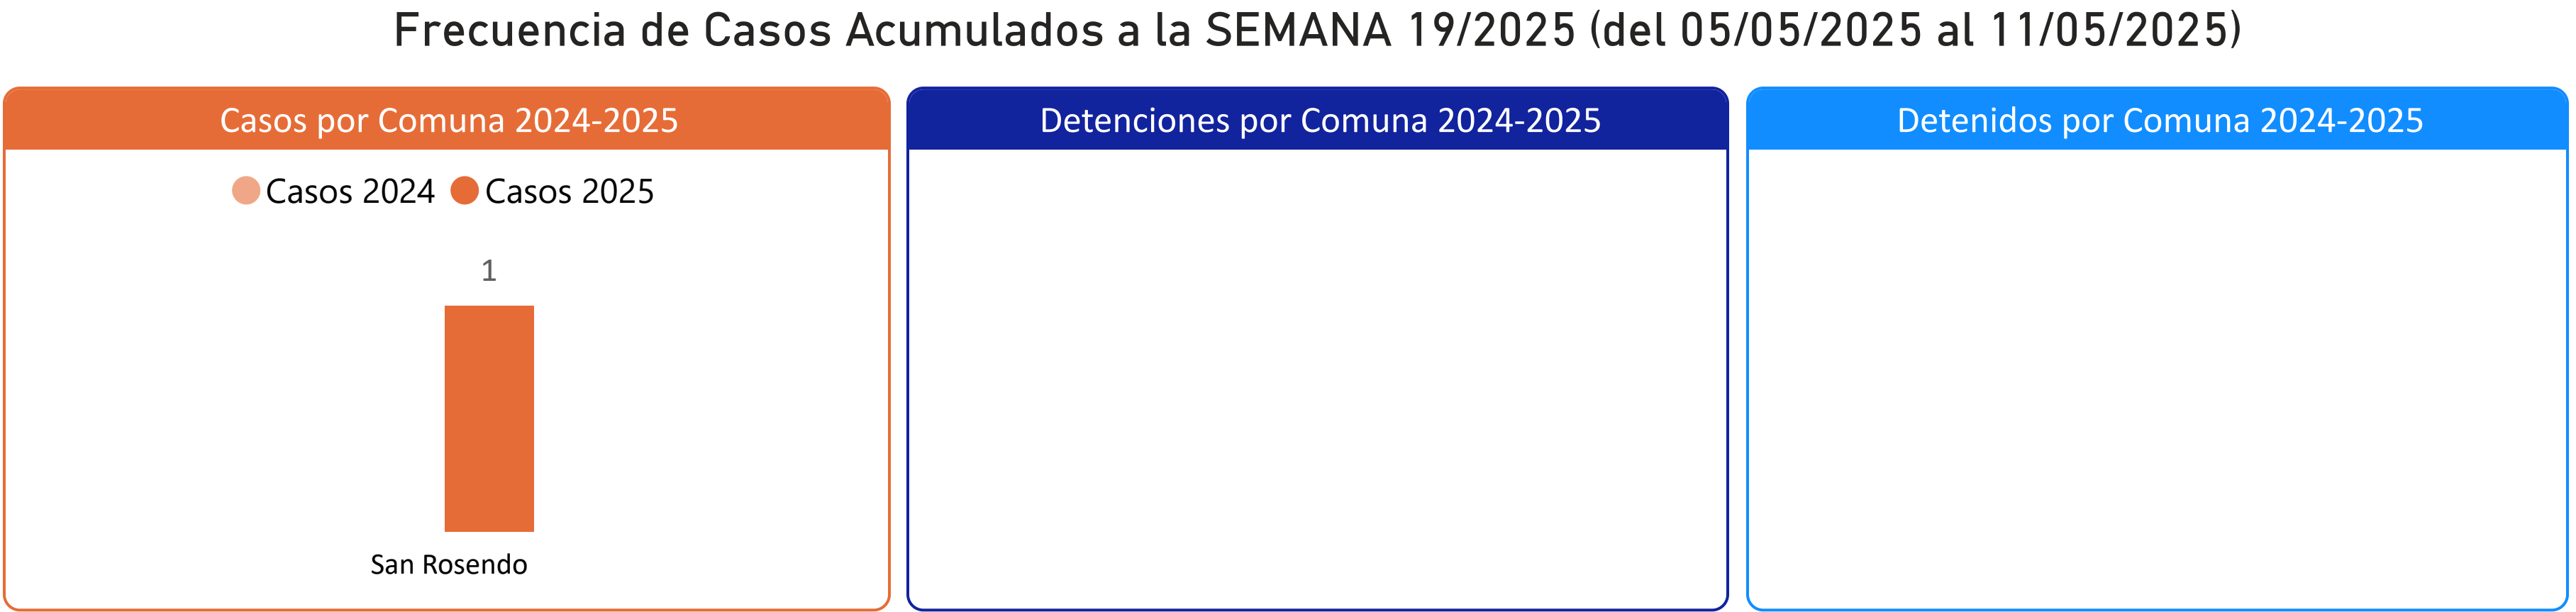 Frecuencia de Casos Acumulados a la SEMANA 19/2025 (del 05/05/2025 al 11/05/2025)
Casos por Comuna 2024-2025
Casos 2024 Casos 2025
1
San Rosendo
Detenciones por Comuna 2024-2025
Detenidos por Comuna 2024-2025